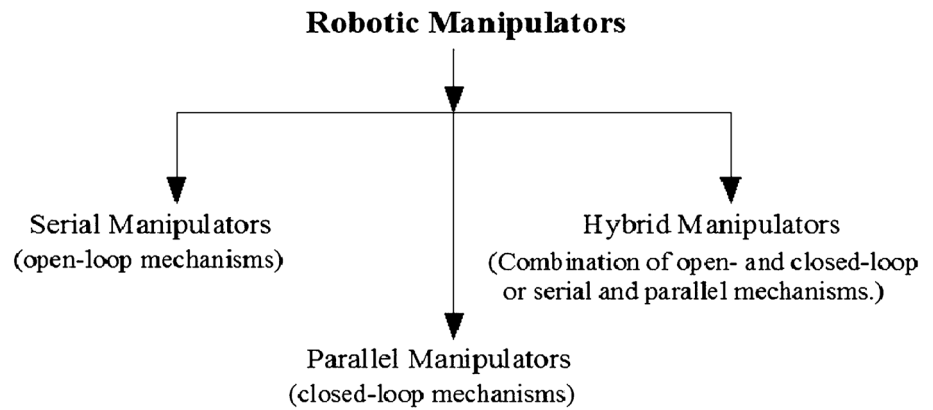 Robotic Manipulators
Serial Manipulators
(open-loop mechanisms)
Hybrid Manipulators
(Combination of open- and closed-loop
or serial and parallel mechanisms.)
Parallel Manipulators
(closed-loop mechanisms)